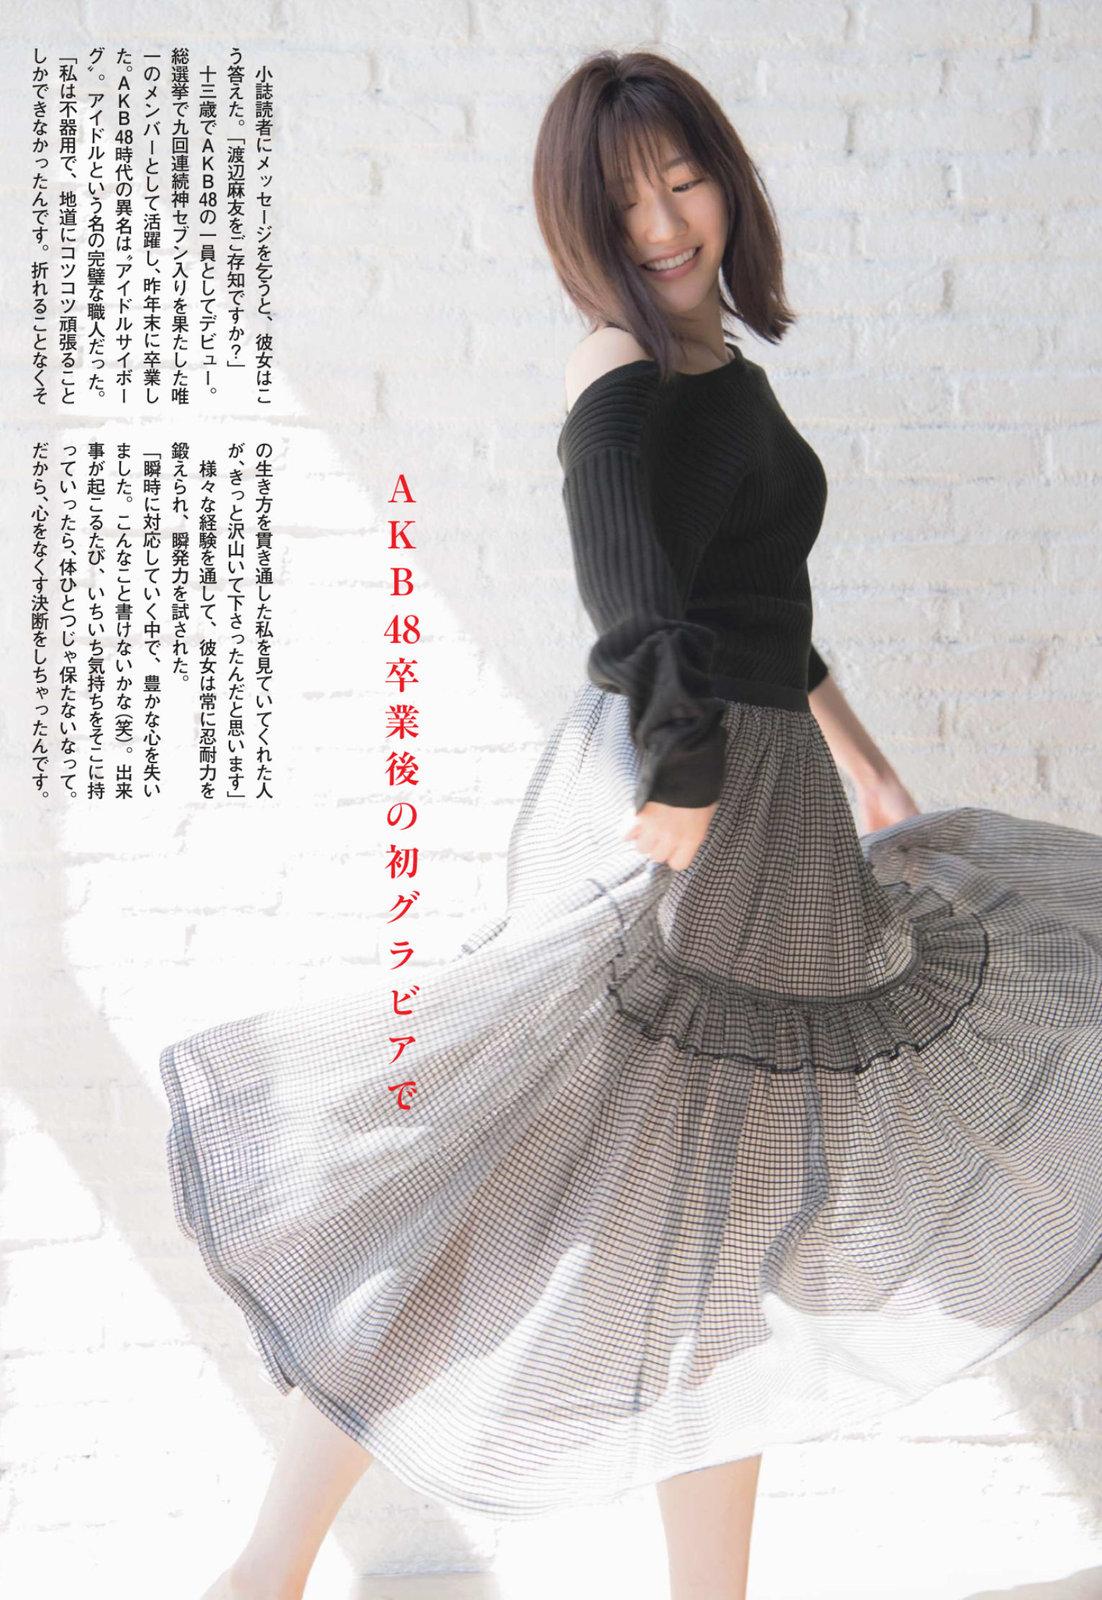 小誌読者にメッセージを乞うと、彼女はこ
う答えた。「渡辺麻友をご存知ですか？」
十三歳でＡＫＢ48の一員としてデビュー。
総選挙で九回連続神セブン入りを果たした唯
一のメンバーとして活躍し、昨年末に卒業し
た。ＡＫＢ48時代の異名は〝アイドルサイボー
グ〟。アイドルという名の完璧な職人だった。
「私は不器用で、地道にコツコツ頑張ること
しかできなかったんです。折れることなくそ
の生き方を貫き通した私を見ていてくれた人
が、きっと沢山いて下さったんだと思います」
様々な経験を通して、彼女は常に忍耐力を
鍛えられ、瞬発力を試された。
「瞬時に対応していく中で、豊かな心を失い
ました。こんなこと書けないかな（笑）。出来
事が起こるたび、いちいち気持ちをそこに持
っていったら、体ひとつじゃ保たないなって。
だから、心をなくす決断をしちゃったんです。
ＡＫＢ48卒業後の初グラビアで